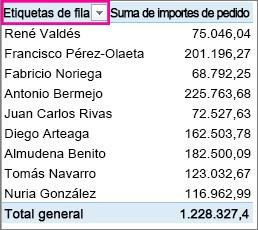 Etiquetas de fila Suma de importes de pedido
René Valdés 75.046,04
Francisco Pérez-Olaeta 201.196,27
Fabricio Noriega 68.792,25
Antonio Bermejo 225.763,68
Juan Carlos Rivas 72.527,63
Diego Arteaga 162.503,78
Almudena Benito 182.500,09
Tomás Navarro 123.032,67
Nuria González 116.962,99
Total general 1.228.327,4